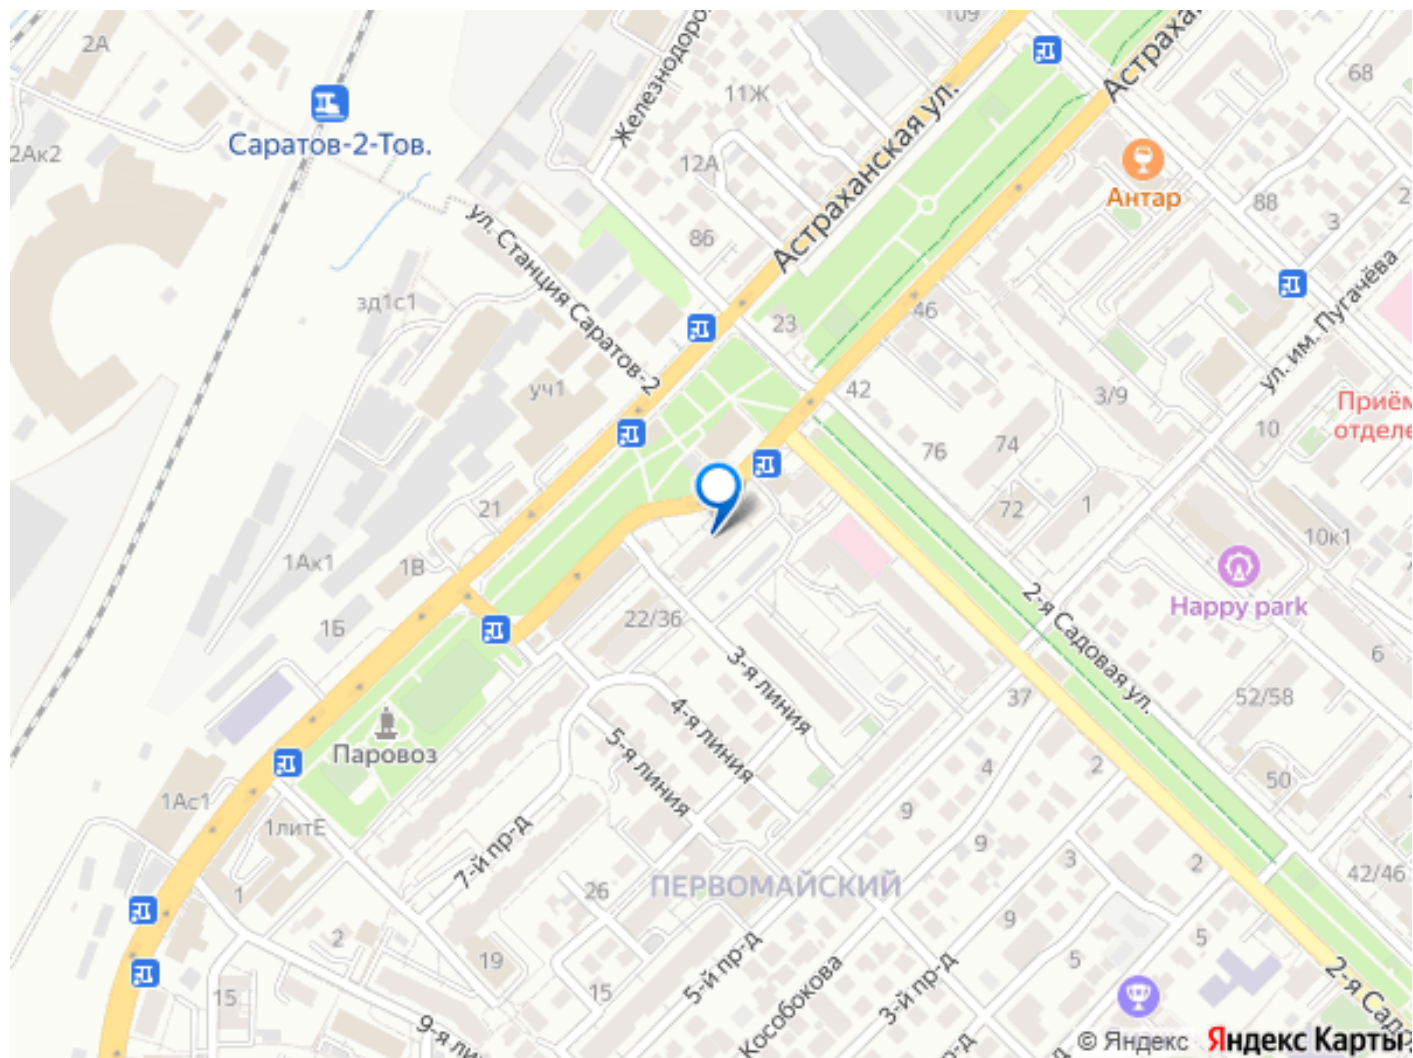 2А
109
Железнодоро
Астраха
68
11Ж
Саратов-2-Тов.
2Ак2
12А
Астраханская ул.
Антар
88
3
2
ул. Станция Саратов-2
86
зд1с1
23
46
ул. им. Пугачёва
уч1
42
3/9
Приём
отделе
10
76
74
21
72
1
10к1
1Ак1
1В
Happy park
22/36
1Б
2-я Садовая ул.
3-я линия
6
37
52/58
4-я линия
5-я линия
Паровоз
4
2
50
1Ас1
9
1литЕ
7-й пр-д
9
3
2
42/46
26
ПЕРВОМАЙСКИЙ
1
9
2
5
19
5
5-й пр-д
15
15
Кособокова
3-й пр-д
2-я Садо
9-я ли
пр-д
© Яндекс Яндекс Карты